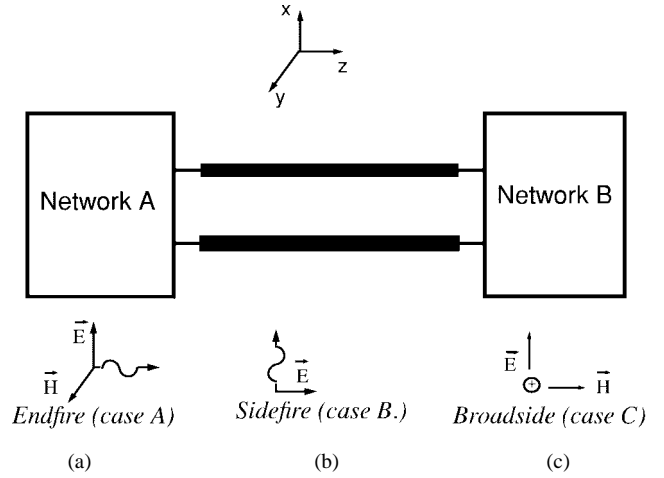 x
z
y
Network A
Network B
E
H
Endfire (case A)
E
Sidefire (case B.)
E
H
Broadside (case C)
(a)
(b)
(c)